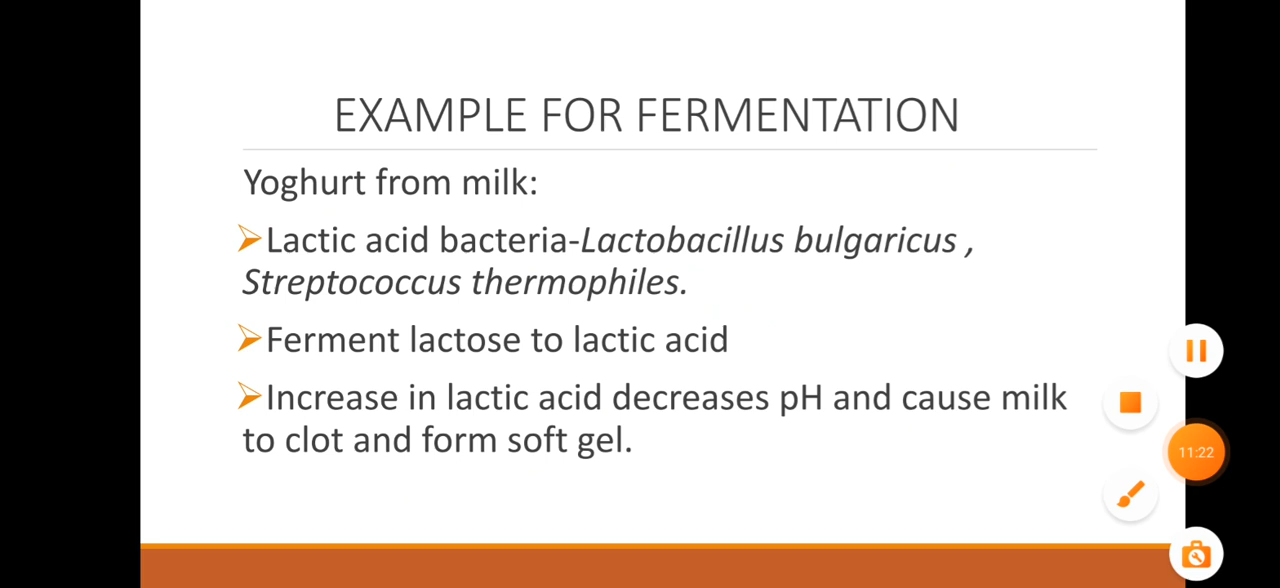 EXAMPLE FOR FERMENTATION
Yoghurt from milk:
➢Lactic acid bacteria-Lactobacillus bulgaricus ,
Streptococcus thermophiles.
➢Ferment lactose to lactic acid
➢Increase in lactic acid decreases pH and cause milk
to clot and form soft gel.
11:22